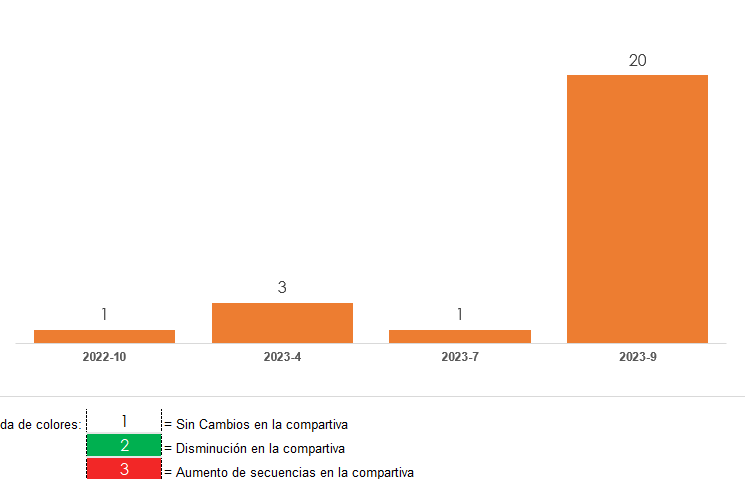 20
3
1
1
2022-10
2023-4
2023-7
2023-9
da de colores: 1 = Sin Cambios en la compartiva
2 = Disminución en la compartiva
3 = Aumento de secuencias en la compartiva